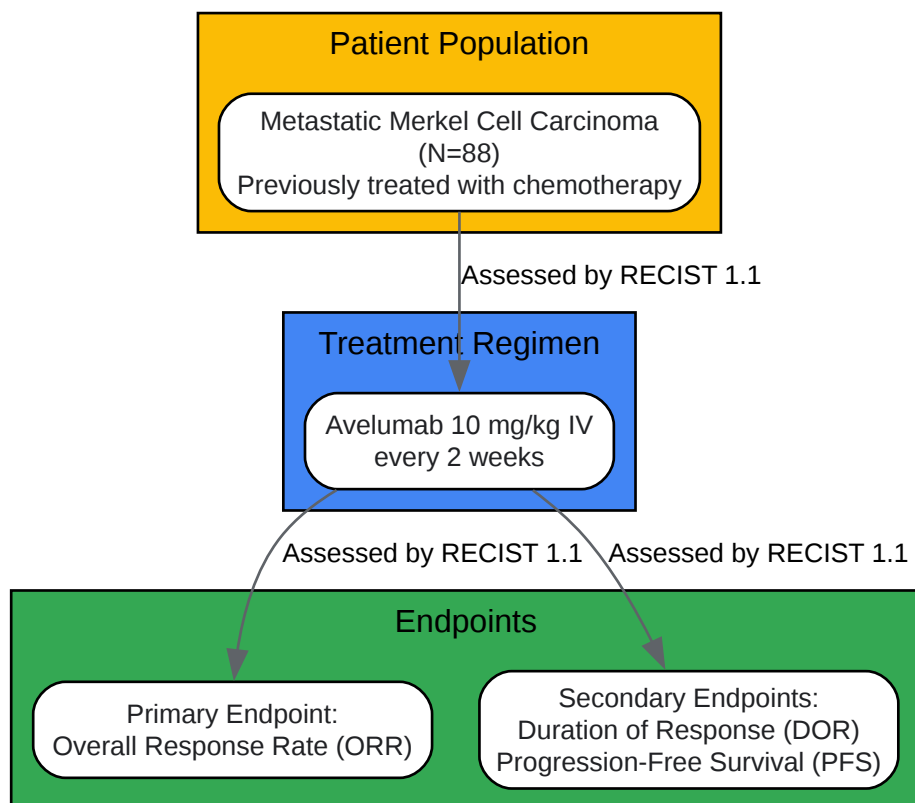 Patient Population
Metastatic Merkel Cell Carcinoma
(N=88)
Previously treated with chemotherapy
Assessed by RECIST 1.1
Treatment Regimen
Avelumab 10 mg/kg IV
every 2 weeks
Assessed by RECIST 1.1
Assessed by RECIST 1.1
Endpoints
Primary Endpoint:
Overall Response Rate (ORR)
Secondary Endpoints:
Duration of Response (DOR)
Progression-Free Survival (PFS)